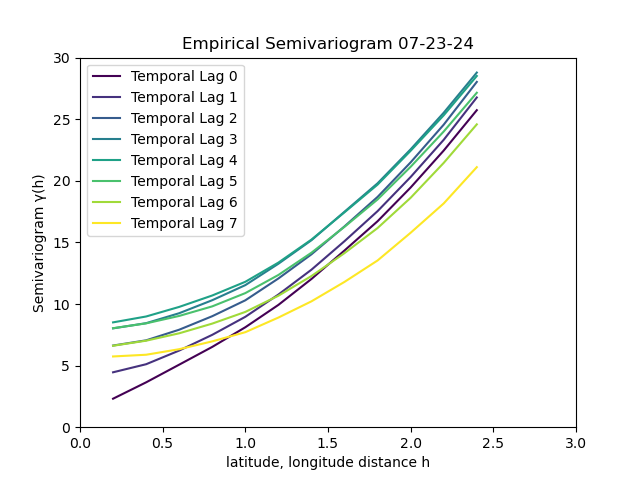 Empirical Semivariogram 07-23-24
Semivariogram γ(h)
30
25
20
15
10
5
0
Temporal Lag 0
Temporal Lag 1
Temporal Lag 2
Temporal Lag 3
Temporal Lag 4
Temporal Lag 5
Temporal Lag 6
Temporal Lag 7
0.0 0.5 1.0 1.5 2.0 2.5 3.0
latitude, longitude distance h